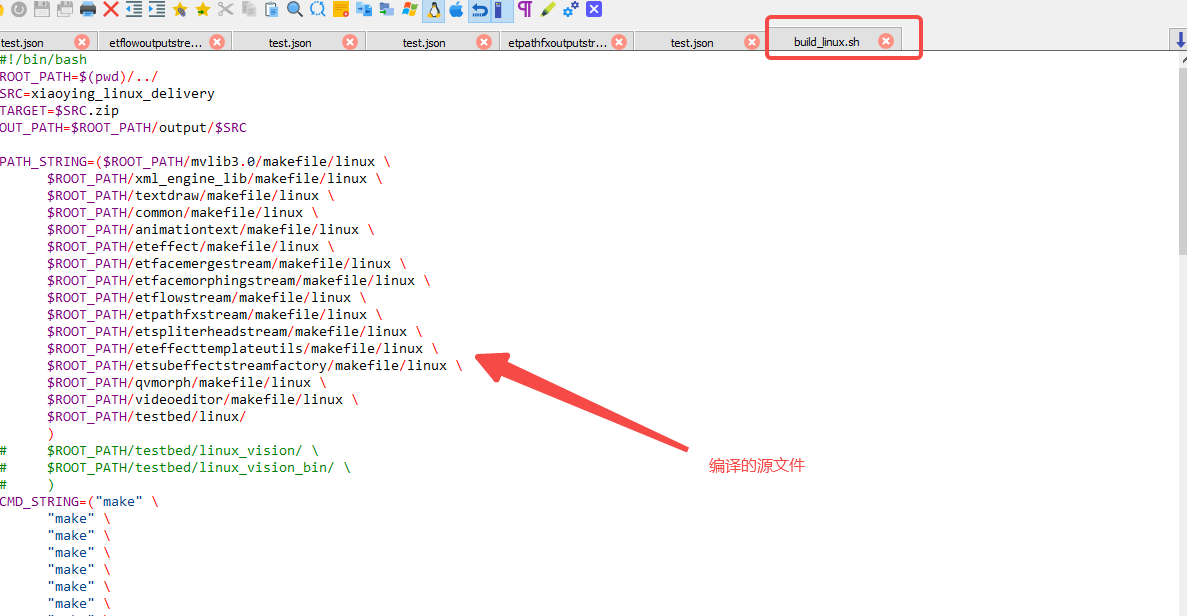 test.json
etflowoutputstre...
test.json
test.json
etpathfxoutputstr...
test.json
build_linux.sh
#!/bin/bash
ROOT_PATH=$(pwd)/../
SRC=xiaoying_linux_delivery
TARGET=$SRC.zip
OUT_PATH=$ROOT_PATH/output/$SRC
PATH_STRING=($ROOT_PATH/mvlib3.0/makefile/linux \
$ROOT_PATH/xml_engine_lib/makefile/linux \
$ROOT_PATH/textdraw/makefile/linux \
$ROOT_PATH/common/makefile/linux \
$ROOT_PATH/animationtext/makefile/linux \
$ROOT_PATH/eteffect/makefile/linux \
$ROOT_PATH/etfacemergestream/makefile/linux \
$ROOT_PATH/etfacemorphingstream/makefile/linux \
$ROOT_PATH/etflowstream/makefile/linux \
$ROOT_PATH/etpathfxstream/makefile/linux \
$ROOT_PATH/etspliterheadstream/makefile/linux \
$ROOT_PATH/eteffecttemplateutils/makefile/linux \
$ROOT_PATH/etsubeffectstreamfactory/makefile/linux \
$ROOT_PATH/qvmorph/makefile/linux \
$ROOT_PATH/videoeditor/makefile/linux \
$ROOT_PATH/testbed/linux/
)
# $ROOT_PATH/testbed/linux_vision/ \
# $ROOT_PATH/testbed/linux_vision_bin/ \
# )
CMD_STRING=("make" \
"make" \
"make" \
"make" \
"make" \
"make" \
"make" \
编译的源文件